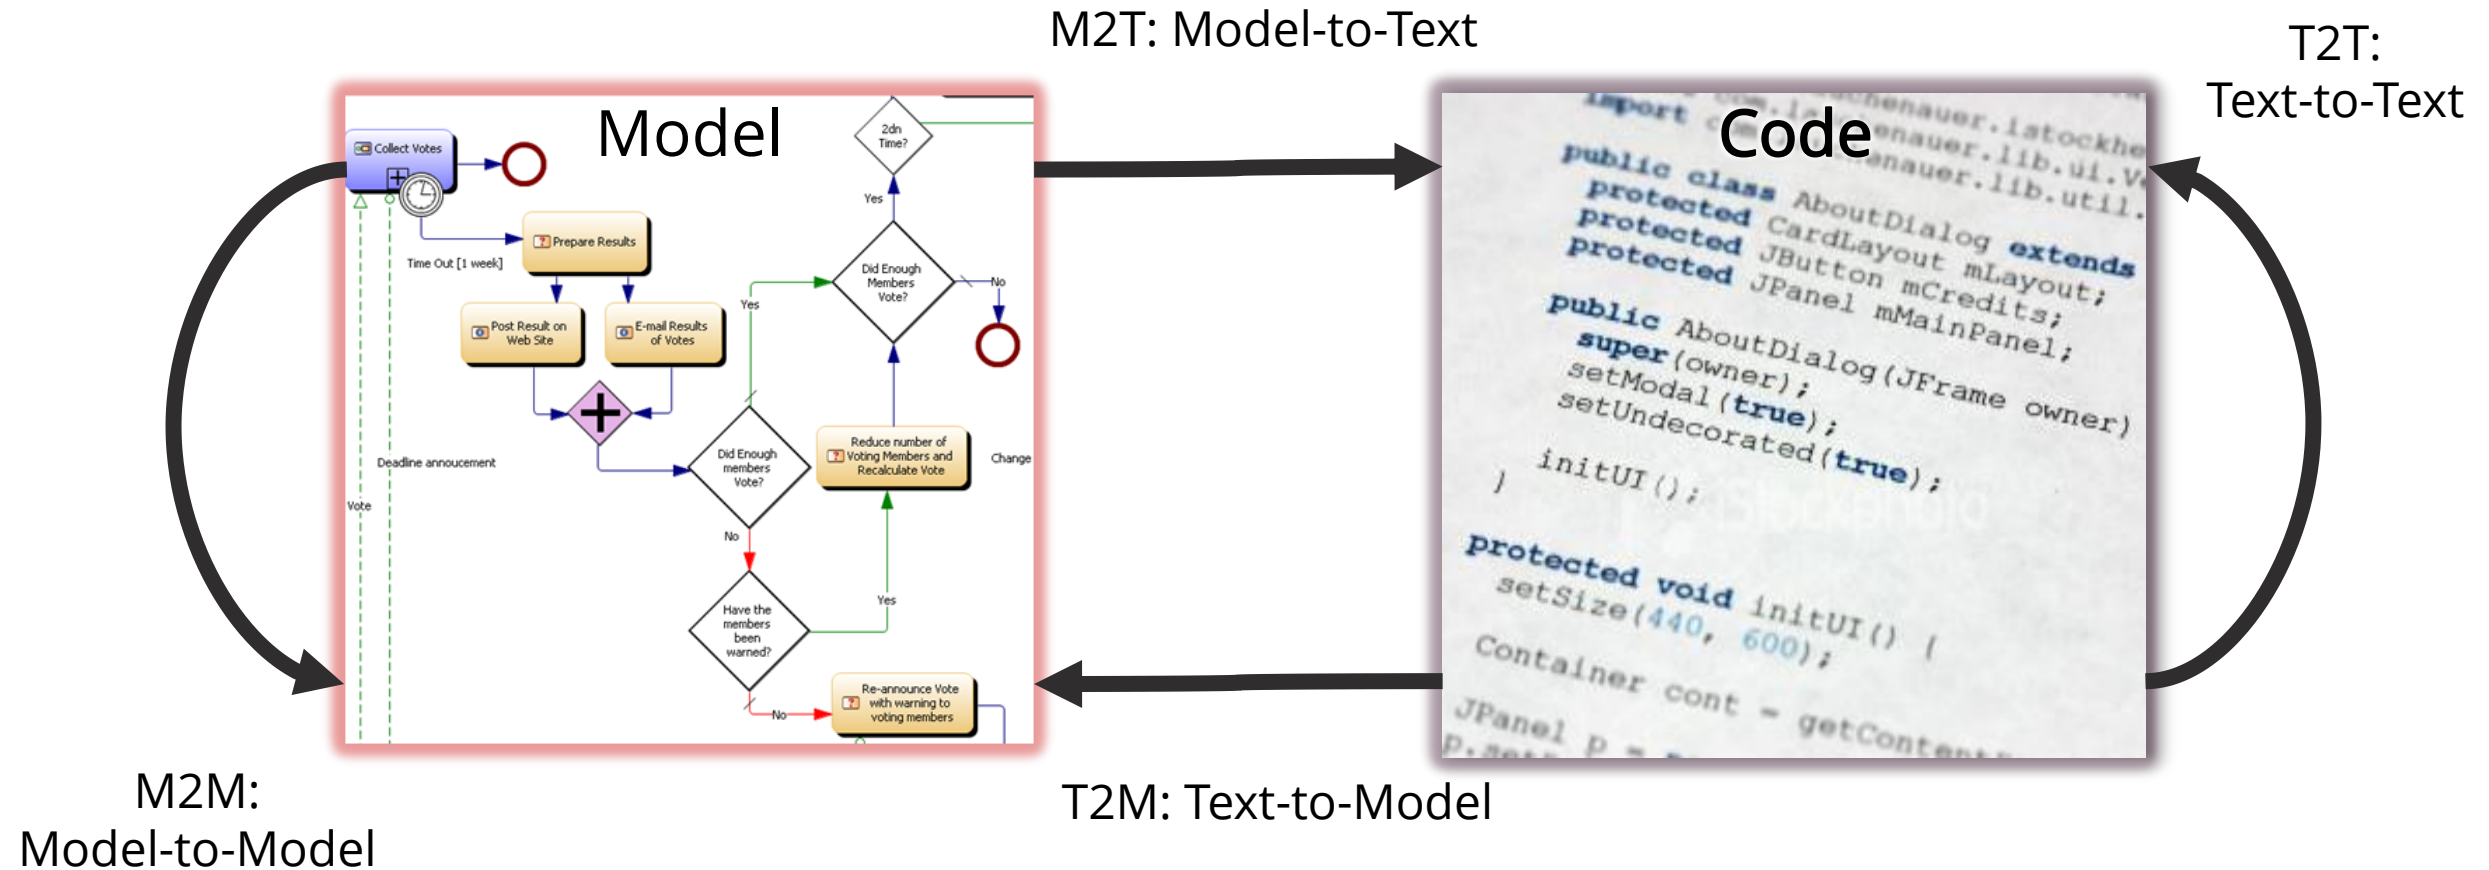 M2T: Model-to-Text
T2T:
Text-to-Text
Model
Collect Votes
Time Out [1 week]
Prepare Results
Post Result on
Web Site
E-mail Results
of Votes
Deadline annoucement
Vote
2dn
Time?
Yes
Did Enough
Members
Vote?
No
Yes
Reduce number of
Voting Members and
Recalculate Vote
Change
Did Enough
members
Vote?
No
Have the
members
been
warned?
Yes
No
Re-announce Vote
with warning to
voting members
Code
import
public class AboutDialog extends
protected CardLayout mLayout;
protected JButton mCredits;
protected JPanel mMainPanel;
public AboutDialog(JFrame owner)
super(owner);
setModal(true);
setUndecorated(true);
initUI();
}
protected void initUI() {
setSize(440, 600);
Container cont =
JPanel p =
M2M:
Model-to-Model
T2M: Text-to-Model